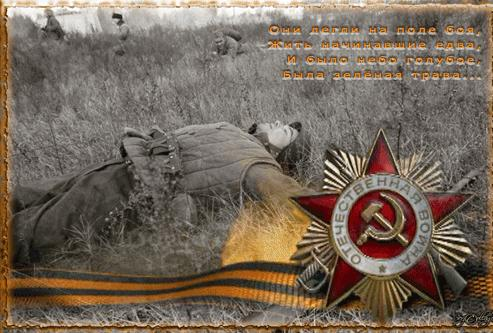 Они легли на поле боя,
Жить начинавшие едва,
И было небо голубое,
Была зелёная трава...
ОТЕЧЕСТВЕННАЯ ВОЙНА